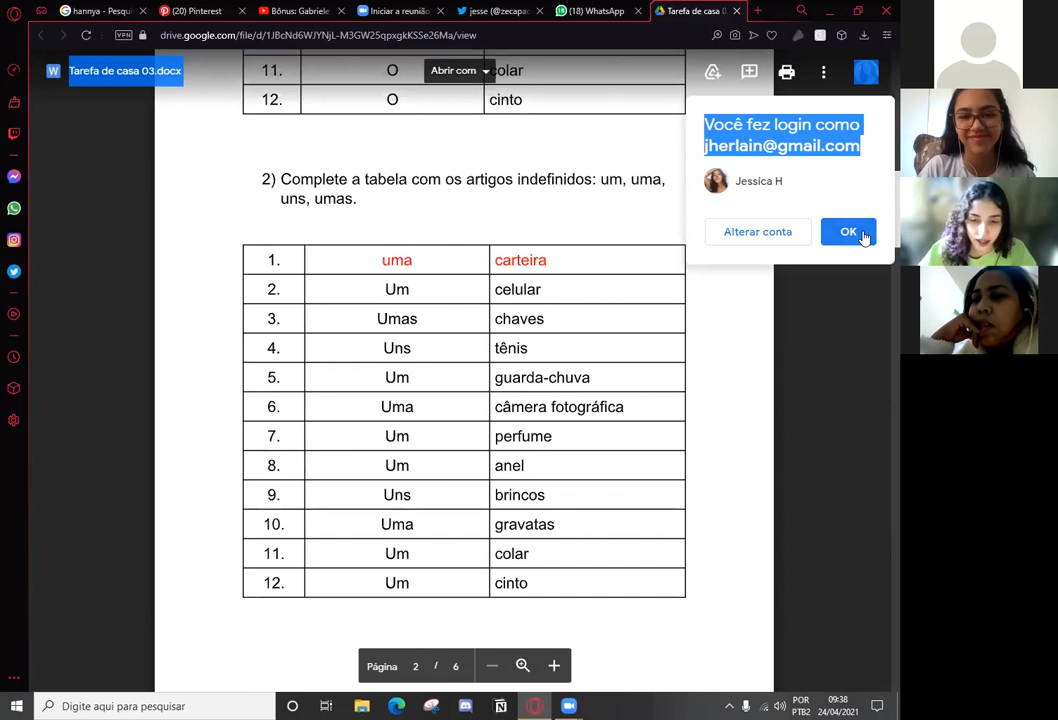 hannya - Pesqui
(20) Pinterest
Bônus: Gabriele
Iniciar a reunião
jesse (@zecapac
(18) WhatsApp
Tarefa de casa 0
VPN
drive.google.com/file/d/1JBcNd6WJYNjL-M3GW25qpxgkKSSe26Ma/view
W Tarefa de casa 03.docx
Abrir com
11. O colar
12. O cinto
Você fez login como
jherlain@gmail.com
Jessica H
Alterar conta OK
2) Complete a tabela com os artigos indefinidos: um, uma,
uns, umas.
1. uma carteira
2. Um celular
3. Umas chaves
4. Uns tênis
5. Um guarda-chuva
6. Uma câmera fotográfica
7. Um perfume
8. Um anel
9. Uns brincos
10. Uma gravatas
11. Um colar
12. Um cinto
Página 2 / 6
Digite aqui para pesquisar
POR
PTB2
09:38
24/04/2021